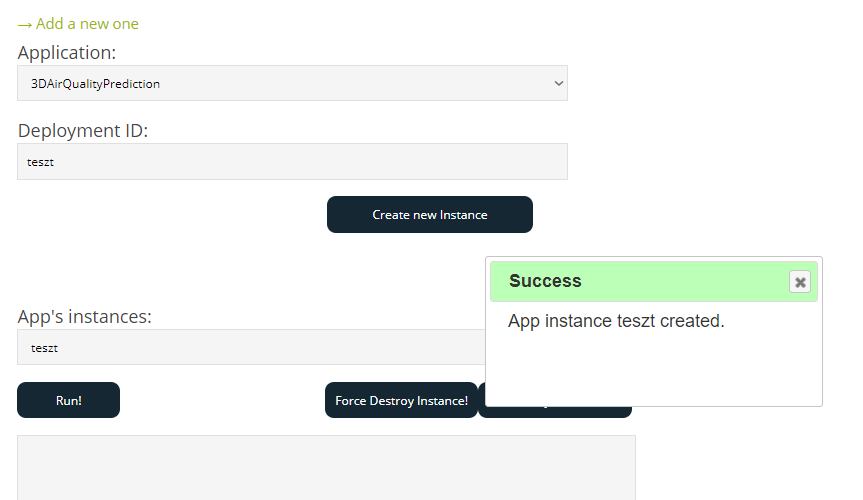 → Add a new one
Application:
3DAirQualityPrediction
Deployment ID:
teszt
Create new Instance
Success
App instance teszt created.
App's instances:
teszt
Run!
Force Destroy Instance!